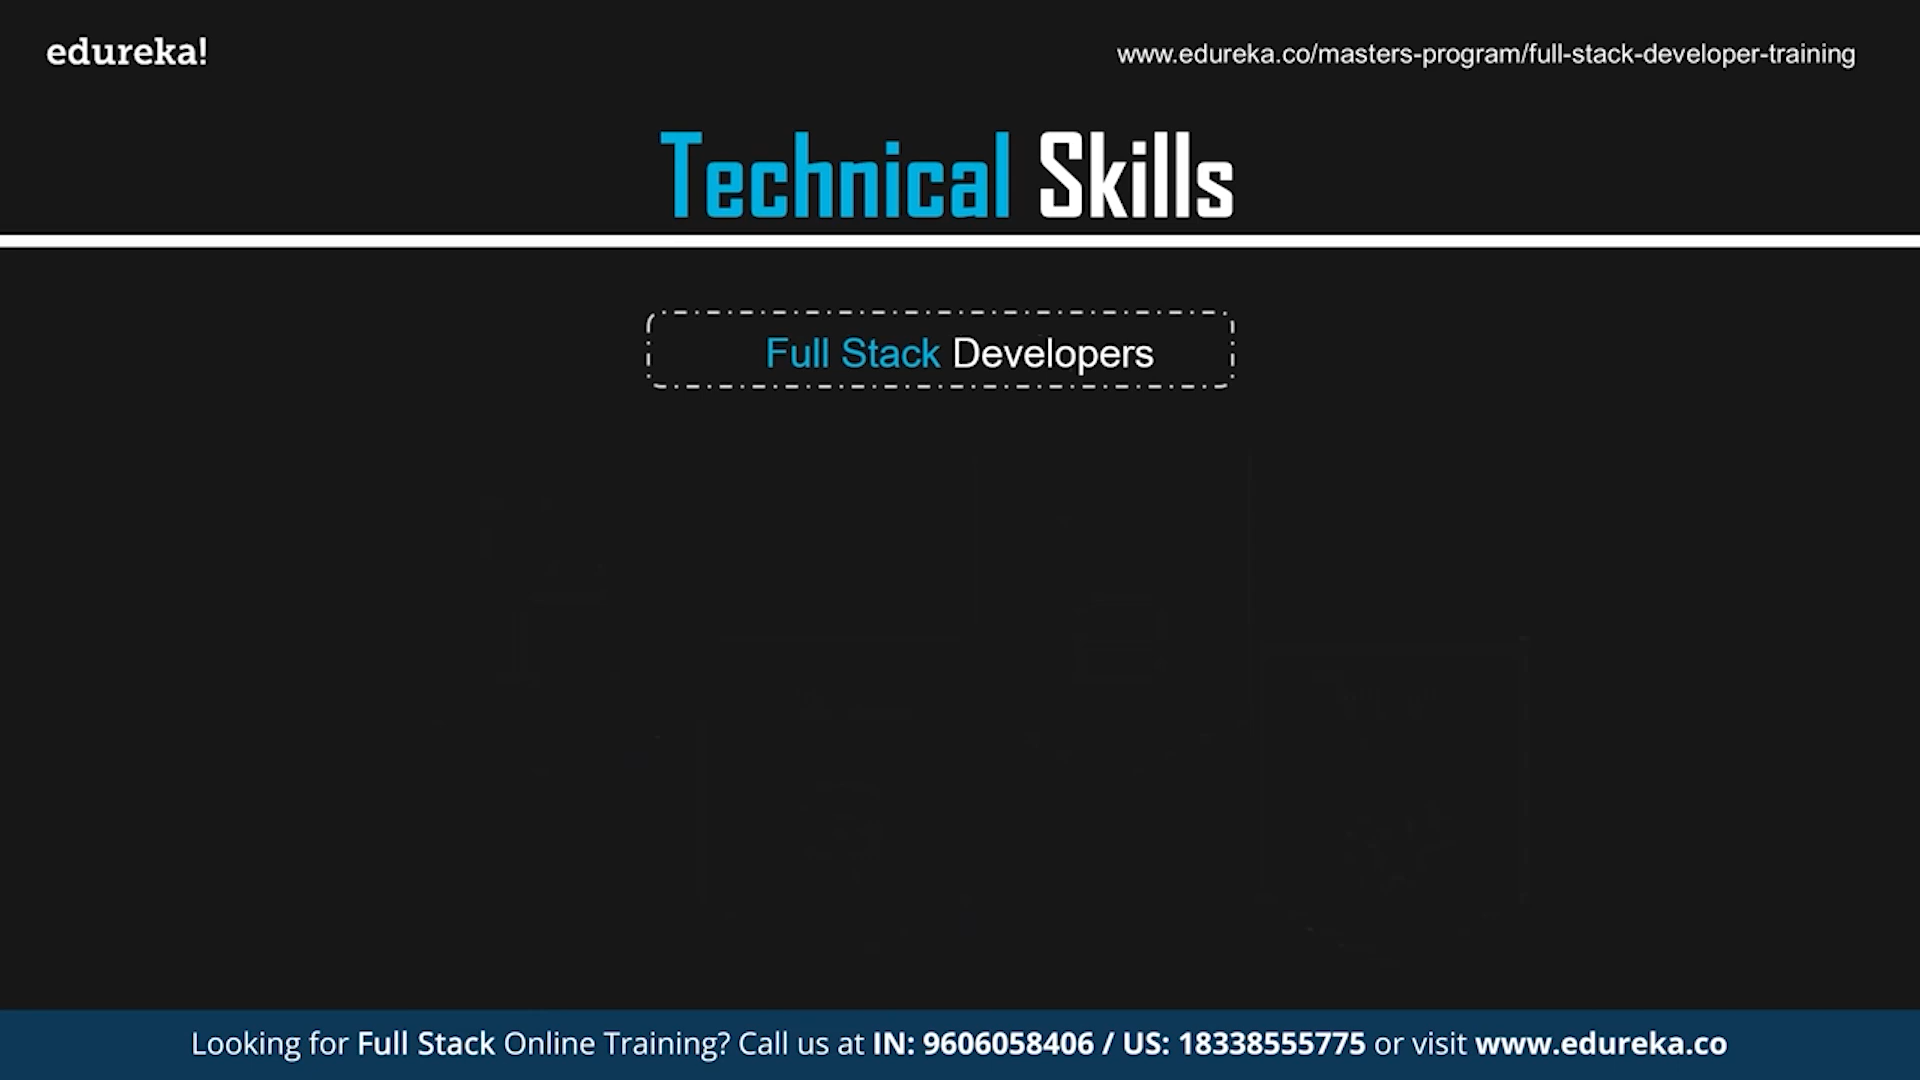 edureka!
www.edureka.co/masters-program/full-stack-developer-training
Technical Skills
Full Stack Developers
Looking for Full Stack Online Training? Call us at IN: 9606058406 / US: 18338555775 or visit www.edureka.co